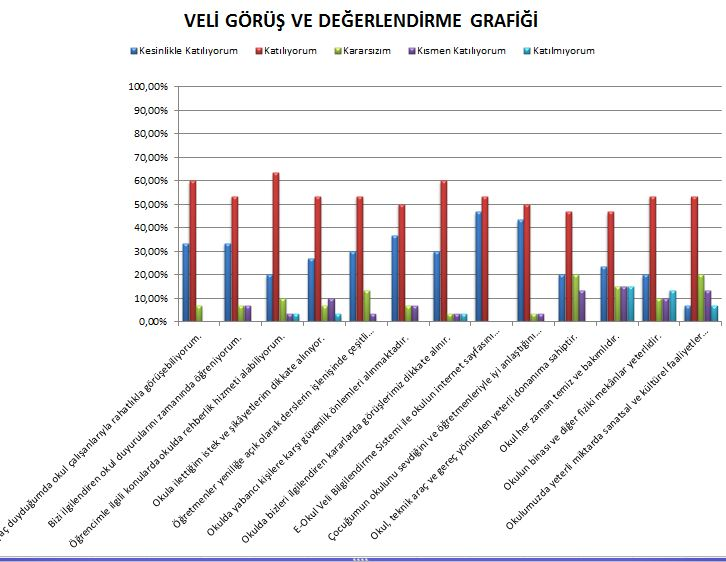 VELİ GÖRÜŞ VE DEĞERLENDİRME GRAFİĞİ
Kesinlikle Katılıyorum Katılıyorum Kararsızım Kısmen Katılıyorum Katılmıyorum
100,00%
90,00%
80,00%
70,00%
60,00%
50,00%
40,00%
30,00%
20,00%
10,00%
0,00%
duyduğumda okul çalışanlarıyla rahatlıkla görüşebiliyorum.
Bizi ilgilendiren okul duyurularını zamanında öğreniyorum.
Öğrencimle ilgili konularda okulda rehberlik hizmeti alabiliyorum.
Okula ilettiğim istek ve şikâyetlerim dikkate alınıyor.
Öğretmenler yeniliğe açık olarak derslerin işlenişinde çeşitli...
Okulda yabancı kişilere karşı güvenlik önlemleri alınmaktadır.
Okulda bizleri ilgilendiren kararlarda görüşlerimiz dikkate alınır.
E-Okul Veli Bilgilendirme Sistemi ile okulun internet sayfasını...
Çocuğumun okulunu sevdiğini ve öğretmenleriyle iyi anlaştığını...
Okul, teknik araç ve gereç yönünden yeterli donanıma sahiptir.
Okul her zaman temiz ve bakımlıdır.
Okulun binası ve diğer fiziki mekânlar yeterlidir.
Okulumuzda yeterli miktarda sanatsal ve kültürel faaliyetler...